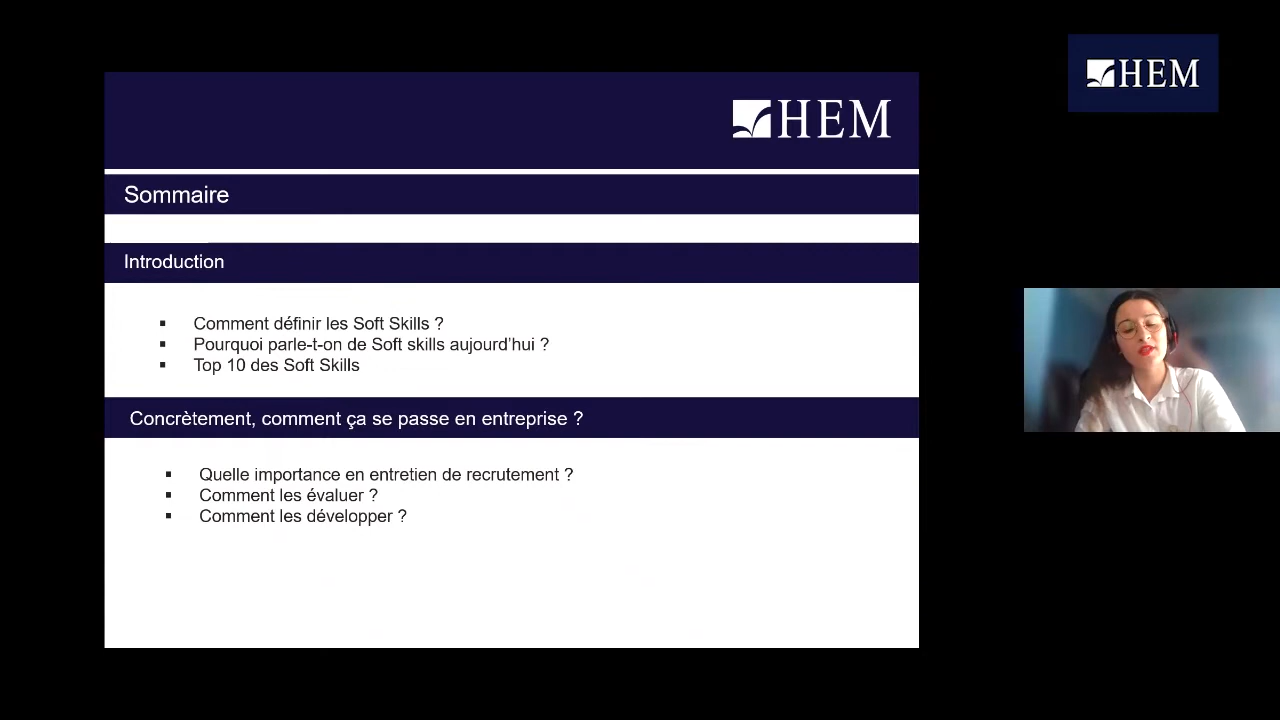 HEM
HEM
Sommaire
Introduction
▪ Comment définir les Soft Skills ?
▪ Pourquoi parle-t-on de Soft skills aujourd’hui ?
▪ Top 10 des Soft Skills
Concrètement, comment ça se passe en entreprise ?
▪ Quelle importance en entretien de recrutement ?
▪ Comment les évaluer ?
▪ Comment les développer ?